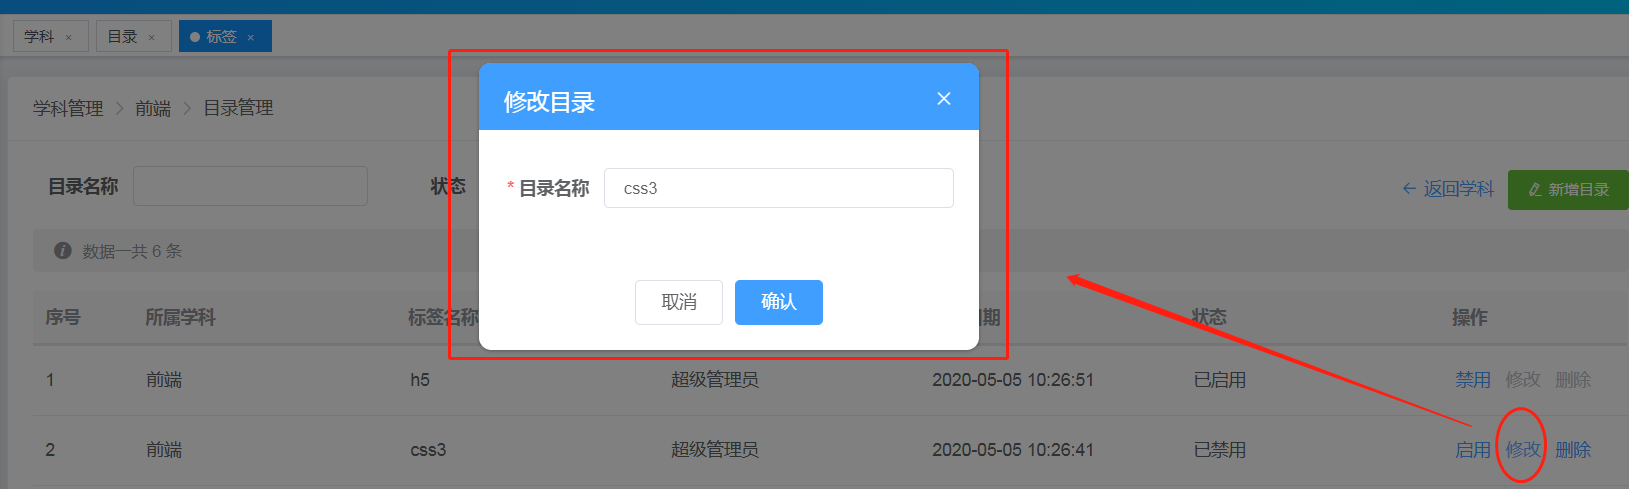 学科 × 目录 × 标签 ×
学科管理 > 前端 > 目录管理
修改目录 ×
目录名称 状态 ← 返回学科 新增目录
* 目录名称 css3
数据一共 6 条
取消 确认
序号 所属学科 标签名称 期 状态 操作
1 前端 h5 超级管理员 2020-05-05 10:26:51 已启用 禁用 修改 删除
2 前端 css3 超级管理员 2020-05-05 10:26:41 已禁用 启用 修改 删除